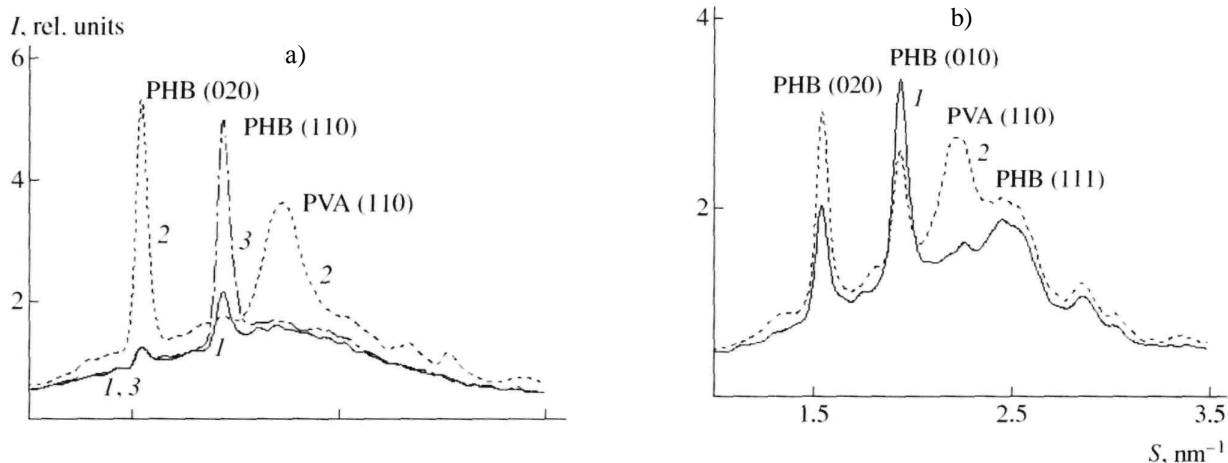 I, rel. units
a)
6
PHB (020)
PHB (110)
4
PVA (110)
2
3
2
2
1
1, 3
b)
4
PHB (010)
PHB (020)
1
PVA (110)
2
PHB (111)
2
1.5
2.5
3.5
S, nm⁻¹